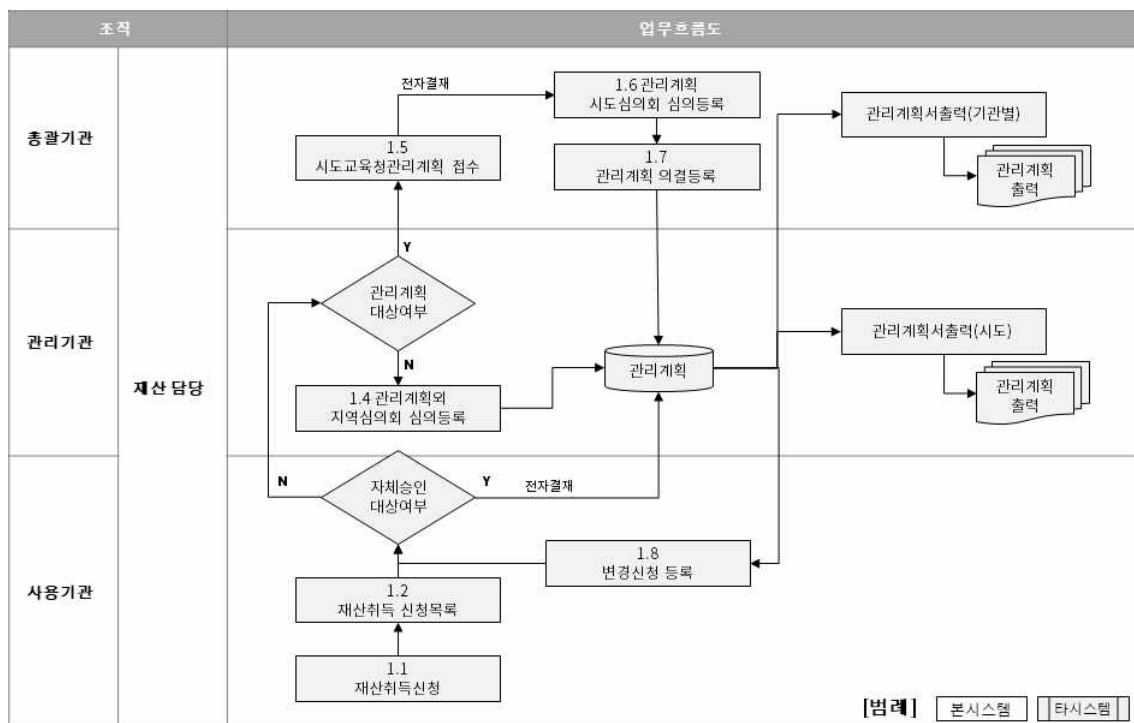 조직
업무흐름도
총괄기관
관리기관
사용기관
재산 담당
전자결재
1.6 관리계획
시도심의회 심의등록
관리계획서출력(기관별)
1.5
시도교육청관리계획 접수
1.7
관리계획 의결등록
관리계획
출력
Y
관리계획
대상여부
N
관리계획
관리계획서출력(시도)
관리계획
출력
1.4 관리계획외
지역심의회 심의등록
N
자체승인
대상여부
Y
전자결재
1.8
변경신청 등록
1.2
재산취득 신청목록
1.1
재산취득신청
[범례]
본시스템
타시스템